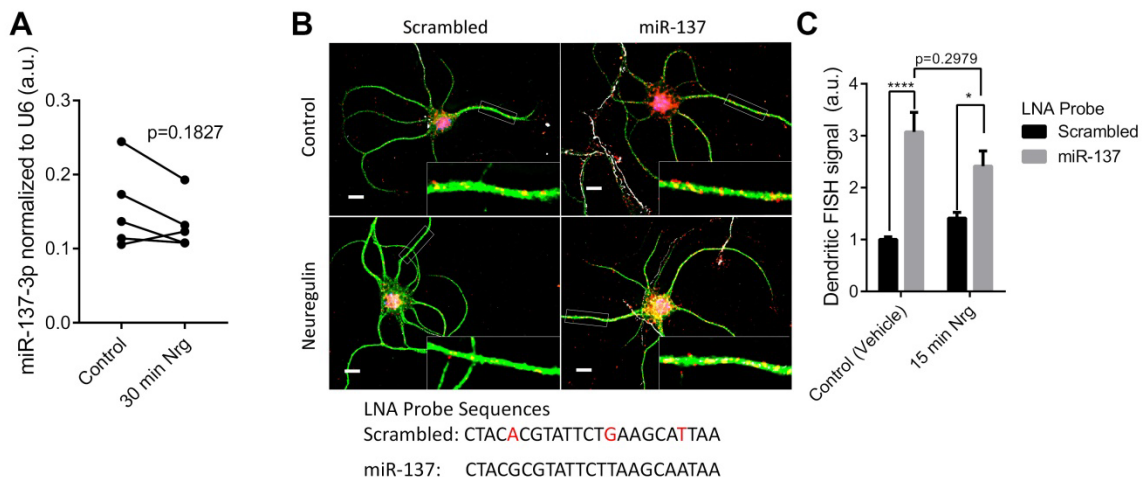 A
miR-137-3p normalized to U6 (a.u.)
0.3
0.2
0.1
0.0
p=0.1827
Control
30 min Nrg
B
Scrambled
miR-137
Control
Neuregulin
LNA Probe Sequences
Scrambled: CTACACGTATTCTGAAGCATTAA
miR-137: CTACGCGTATTCTTAAGCAATAA
C
Dendritic FISH signal (a.u.)
4
3
2
1
0
p=0.2979
****
*
LNA Probe
Scrambled
miR-137
Control (Vehicle)
15 min Nrg